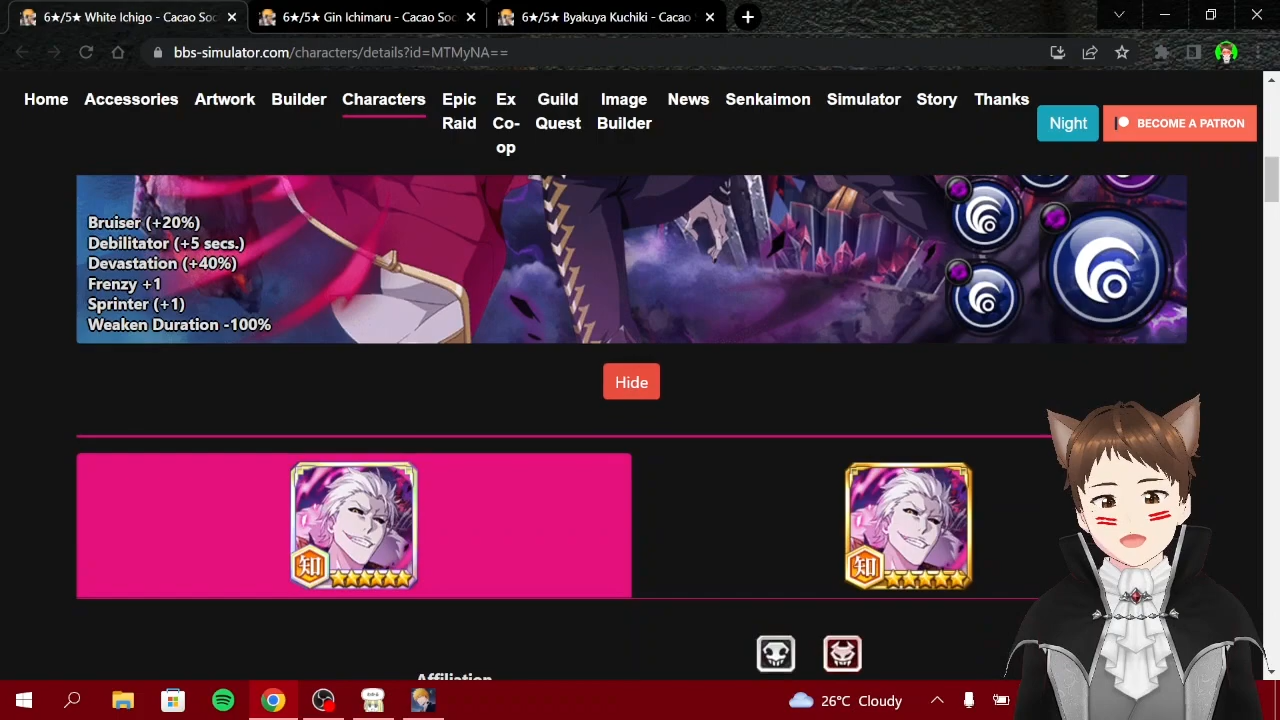 6★/5★ White Ichigo - Cacao Soc
6★/5★ Gin Ichimaru - Cacao Soc
6★/5★ Byakuya Kuchiki - Cacao
bbs-simulator.com/characters/details?id=MTMyNA==
Home
Accessories
Artwork
Builder
Characters
Epic
Raid
Ex
Co-
op
Guild
Quest
Image
Builder
News
Senkaimon
Simulator
Story
Thanks
Night
BECOME A PATRON
Bruiser (+20%)
Debilitator (+5 secs.)
Devastation (+40%)
Frenzy +1
Sprinter (+1)
Weaken Duration -100%
Hide
知
知
Affiliation
26°C Cloudy